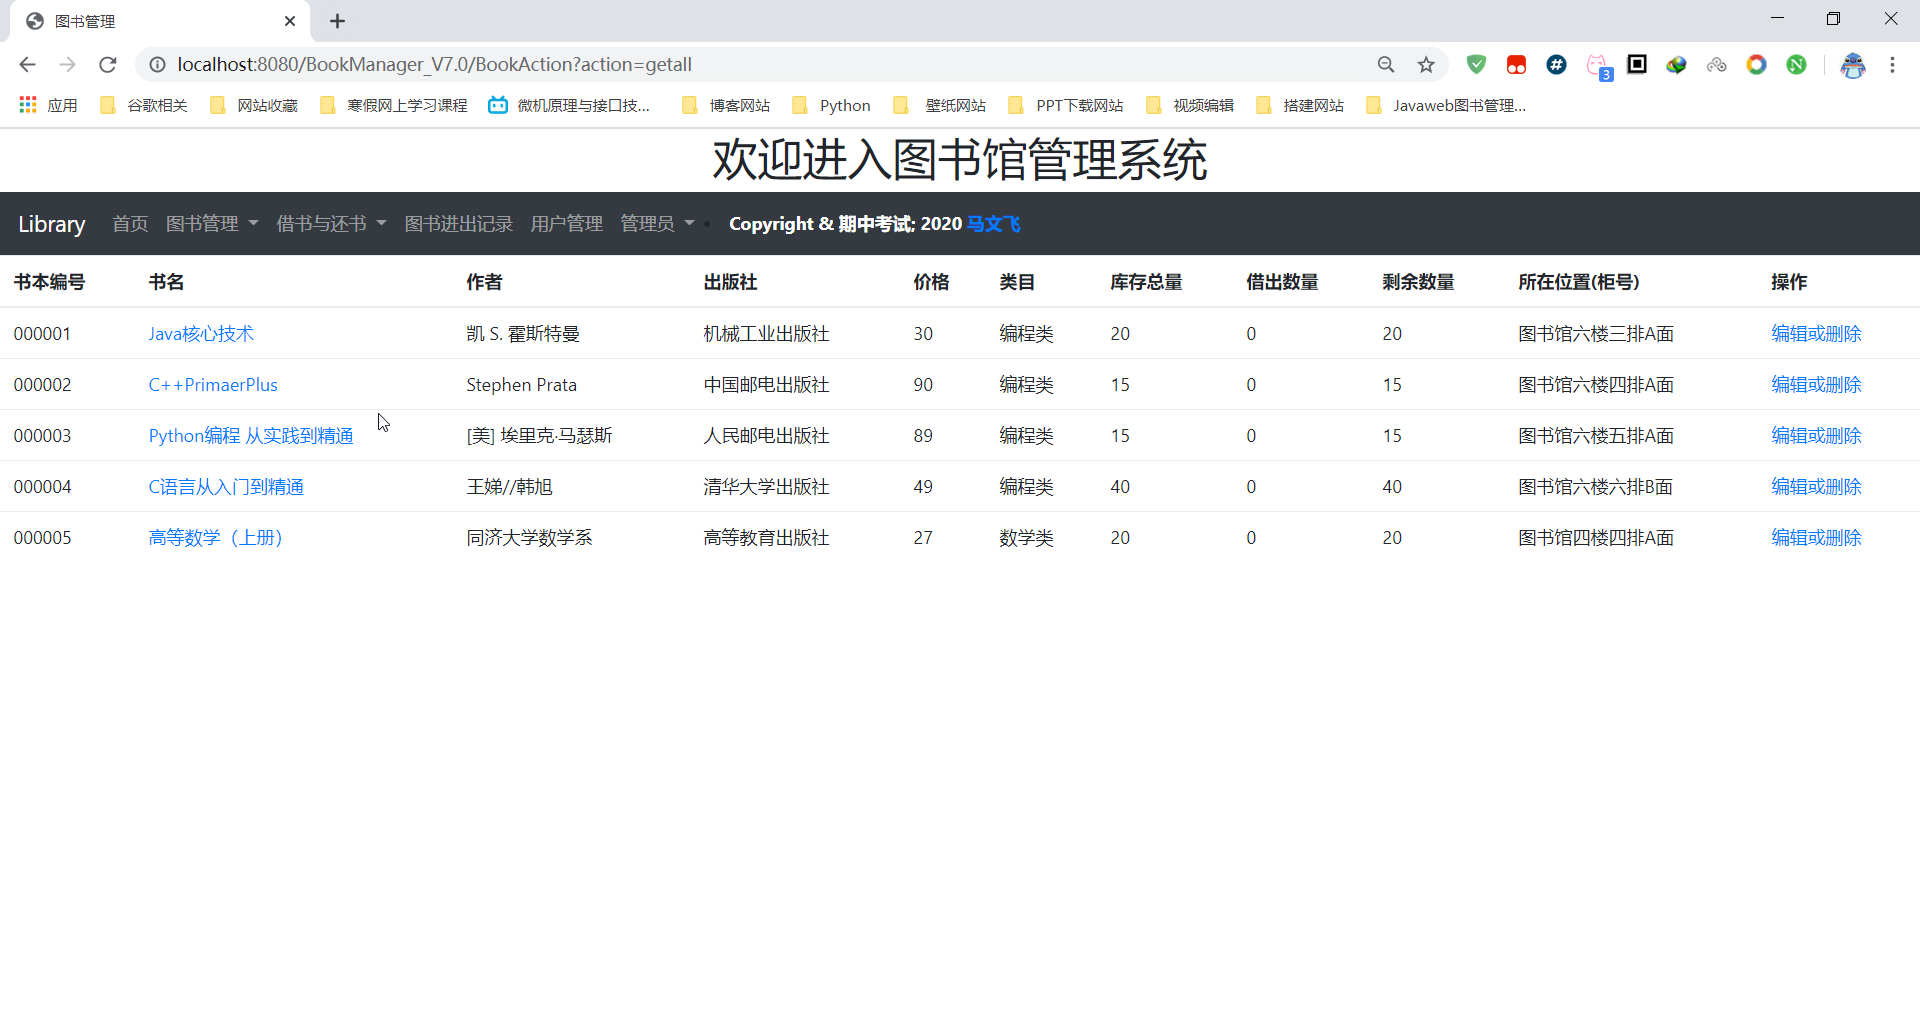 图书管理
localhost:8080/BookManager_V7.0/BookAction?action=getall
3
应用 谷歌相关 网站收藏 寒假网上学习课程 微机原理与接口技... 博客网站 Python 壁纸网站 PPT下载网站 视频编辑 搭建网站 Javaweb图书管理...
欢迎进入图书馆管理系统
Library 首页 图书管理 借书与还书 图书进出记录 用户管理 管理员 Copyright & 期中考试; 2020 马文飞
书本编号 书名 作者 出版社 价格 类目 库存总量 借出数量 剩余数量 所在位置(柜号) 操作
000001 Java核心技术 凯 S. 霍斯特曼 机械工业出版社 30 编程类 20 0 20 图书馆六楼三排A面 编辑或删除
000002 C++PrimaerPlus Stephen Prata 中国邮电出版社 90 编程类 15 0 15 图书馆六楼四排A面 编辑或删除
000003 Python编程 从实践到精通 [美] 埃里克·马瑟斯 人民邮电出版社 89 编程类 15 0 15 图书馆六楼五排A面 编辑或删除
000004 C语言从入门到精通 王娣//韩旭 清华大学出版社 49 编程类 40 0 40 图书馆六楼六排B面 编辑或删除
000005 高等数学（上册） 同济大学数学系 高等教育出版社 27 数学类 20 0 20 图书馆四楼四排A面 编辑或删除